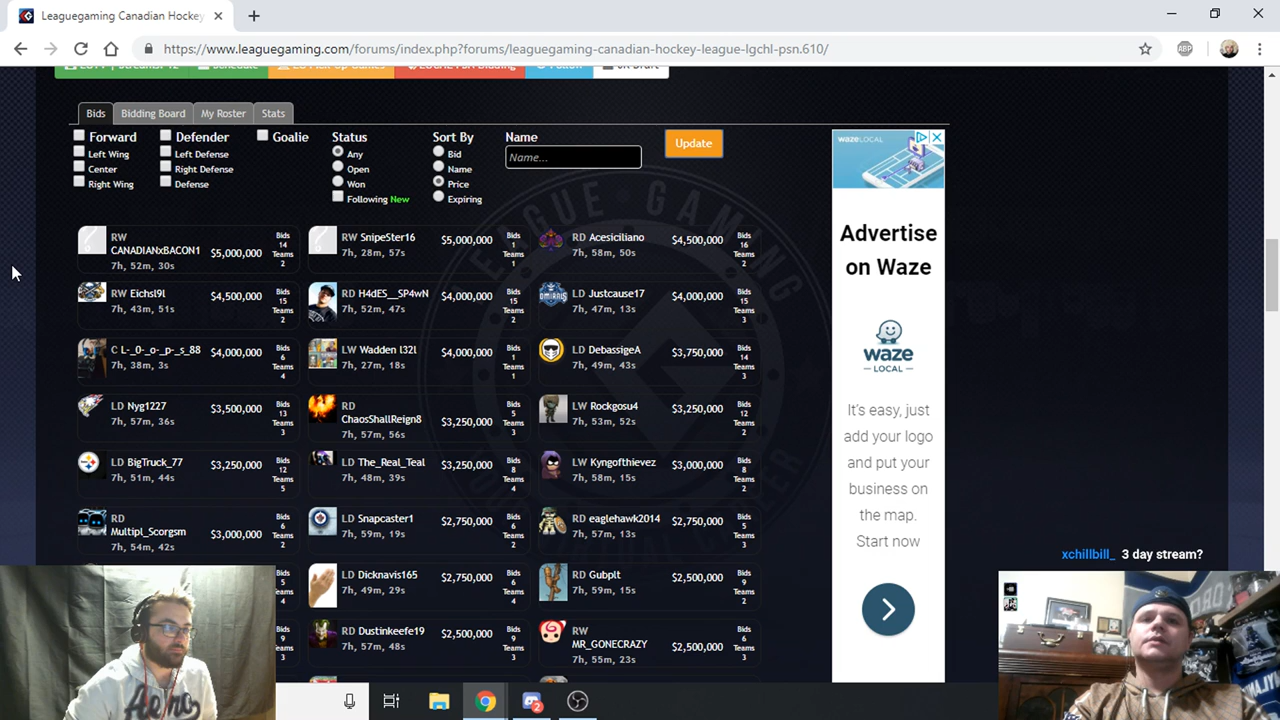 Leaguegaming Canadian Hockey
https://www.leaguegaming.com/forums/index.php?forums/leaguegaming-canadian-hockey-league-lgchl-psn.610/
ABP
Bids Bidding Board My Roster Stats
Forward Defender Goalie Status Sort By Name Update
Left Wing Left Defense Any Bid Name...
Center Right Defense Open Name
Right Wing Defense Won Price
Following New Expiring
RW CANADIANxBACON1 $5,000,000 Bids 14 Teams 2
7h, 52m, 30s
RW SnipeSter16 $5,000,000 Bids 1 Teams 1
7h, 28m, 57s
RD Acesiciliano $4,500,000 Bids 16 Teams 2
7h, 58m, 50s
RW Eichsl9l $4,500,000 Bids 15 Teams 2
7h, 43m, 51s
RD H4dES__SP4wN $4,000,000 Bids 15 Teams 2
7h, 52m, 47s
LD Justcause17 $4,000,000 Bids 15 Teams 3
7h, 47m, 13s
C L-_0-_o-_p-_s $4,000,000 Bids 6 Teams 4
7h, 38m, 3s
LW Wadden l32l $4,000,000 Bids 1 Teams 1
7h, 27m, 18s
LD DebassigeA $3,750,000 Bids 14 Teams 3
7h, 49m, 43s
LD Nyg1227 $3,500,000 Bids 13 Teams 3
7h, 57m, 36s
RD ChaosShallReign8 $3,250,000 Bids 5 Teams 3
7h, 57m, 56s
LW Rockgosu4 $3,250,000 Bids 12 Teams 2
7h, 53m, 52s
LD BigTruck_77 $3,250,000 Bids 12 Teams 5
7h, 51m, 44s
LD The_Real_Teal $3,250,000 Bids 8 Teams 4
7h, 48m, 39s
LW Kyngofthievez $3,000,000 Bids 8 Teams 2
7h, 58m, 15s
RD Multipl_Scorgsm $3,000,000 Bids 6 Teams 2
7h, 54m, 42s
LD Snapcaster1 $2,750,000 Bids 6 Teams 2
7h, 59m, 19s
RD eaglehawk2014 $2,750,000 Bids 5 Teams 3
7h, 57m, 13s
Bids 5 Teams 4
LD Dicknavis165 $2,750,000 Bids 6 Teams 4
7h, 49m, 29s
RD Gubplt $2,500,000 Bids 9 Teams 2
7h, 59m, 15s
Bids 9 Teams 3
RD Dustinkeefe19 $2,500,000 Bids 9 Teams 3
7h, 57m, 48s
RW MR_GONECRAZY $2,500,000 Bids 6 Teams 3
7h, 55m, 23s
LEAGUE GAMING
waze LOCAL
Advertise
on Waze
waze
LOCAL
It's easy, just
add your logo
and put your
business on
the map.
Start now
xchillbill_ 3 day stream?
2